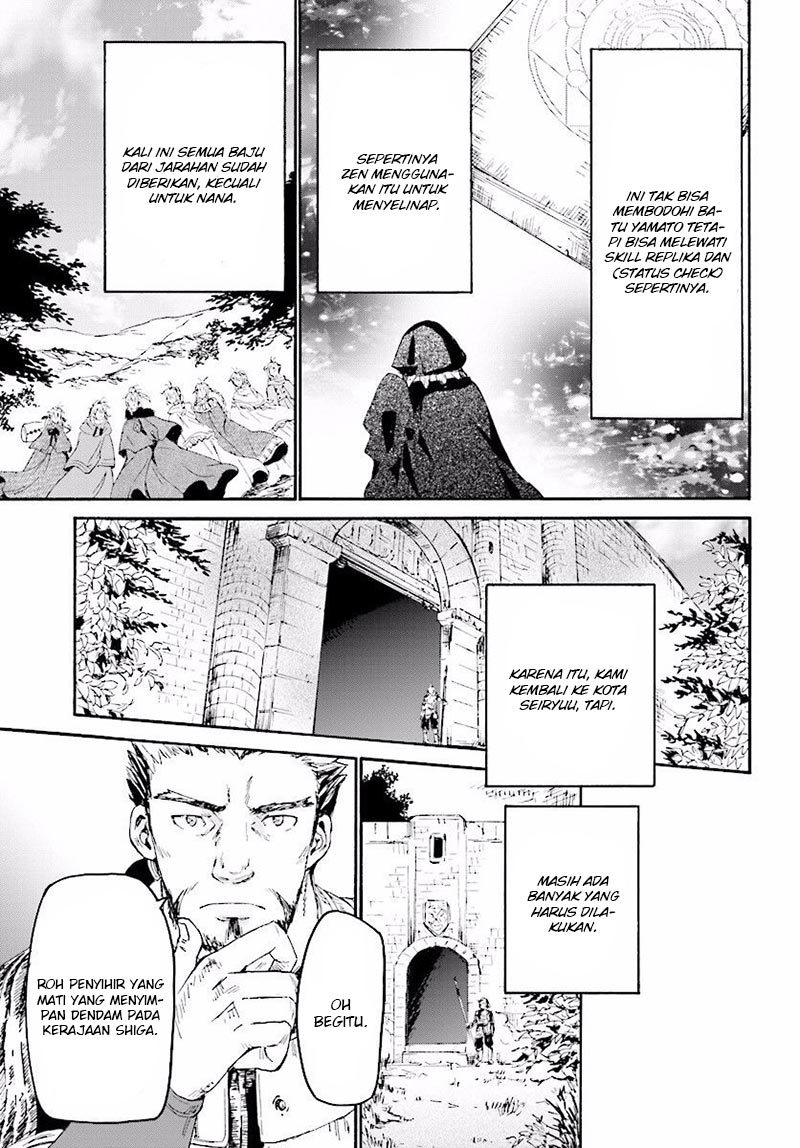 INI TAK BISA
MEMBODOHI BA-
TU YAMATO TETA-
PI BISA MELEWATI
SKILL REPLIKA DAN
(STATUS CHECK)
SEPERTINYA.
SEPERTINYA
ZEN MENGGUNA-
KAN ITU UNTUK
MENYELINAP.
KALI INI SEMUA BAJU
DARI JARAHAN SUDAH
DIBERIKAN, KECUALI
UNTUK NANA.
KARENA ITU, KAMI
KEMBALI KE KOTA
SEIRYUU, TAPI.
MASIH ADA
BANYAK YANG
HARUS DILA-
KUKAN.
OH
BEGITU.
ROH PENYIHIR YANG
MATI YANG MENYIM-
PAN DENDAM PADA
KERAJAAN SHIGA.